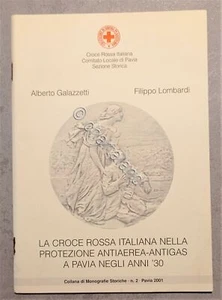 Croce Rossa Italiana
Comitato Locale di Pavia
Sezione Storica
Alberto Galazzetti Filippo Lombardi
LA CROCE ROSSA ITALIANA NELLA
PROTEZIONE ANTIAEREA-ANTIGAS
A PAVIA NEGLI ANNI '30
Collana di Monografie Storiche - n. 2 - Pavia 2001